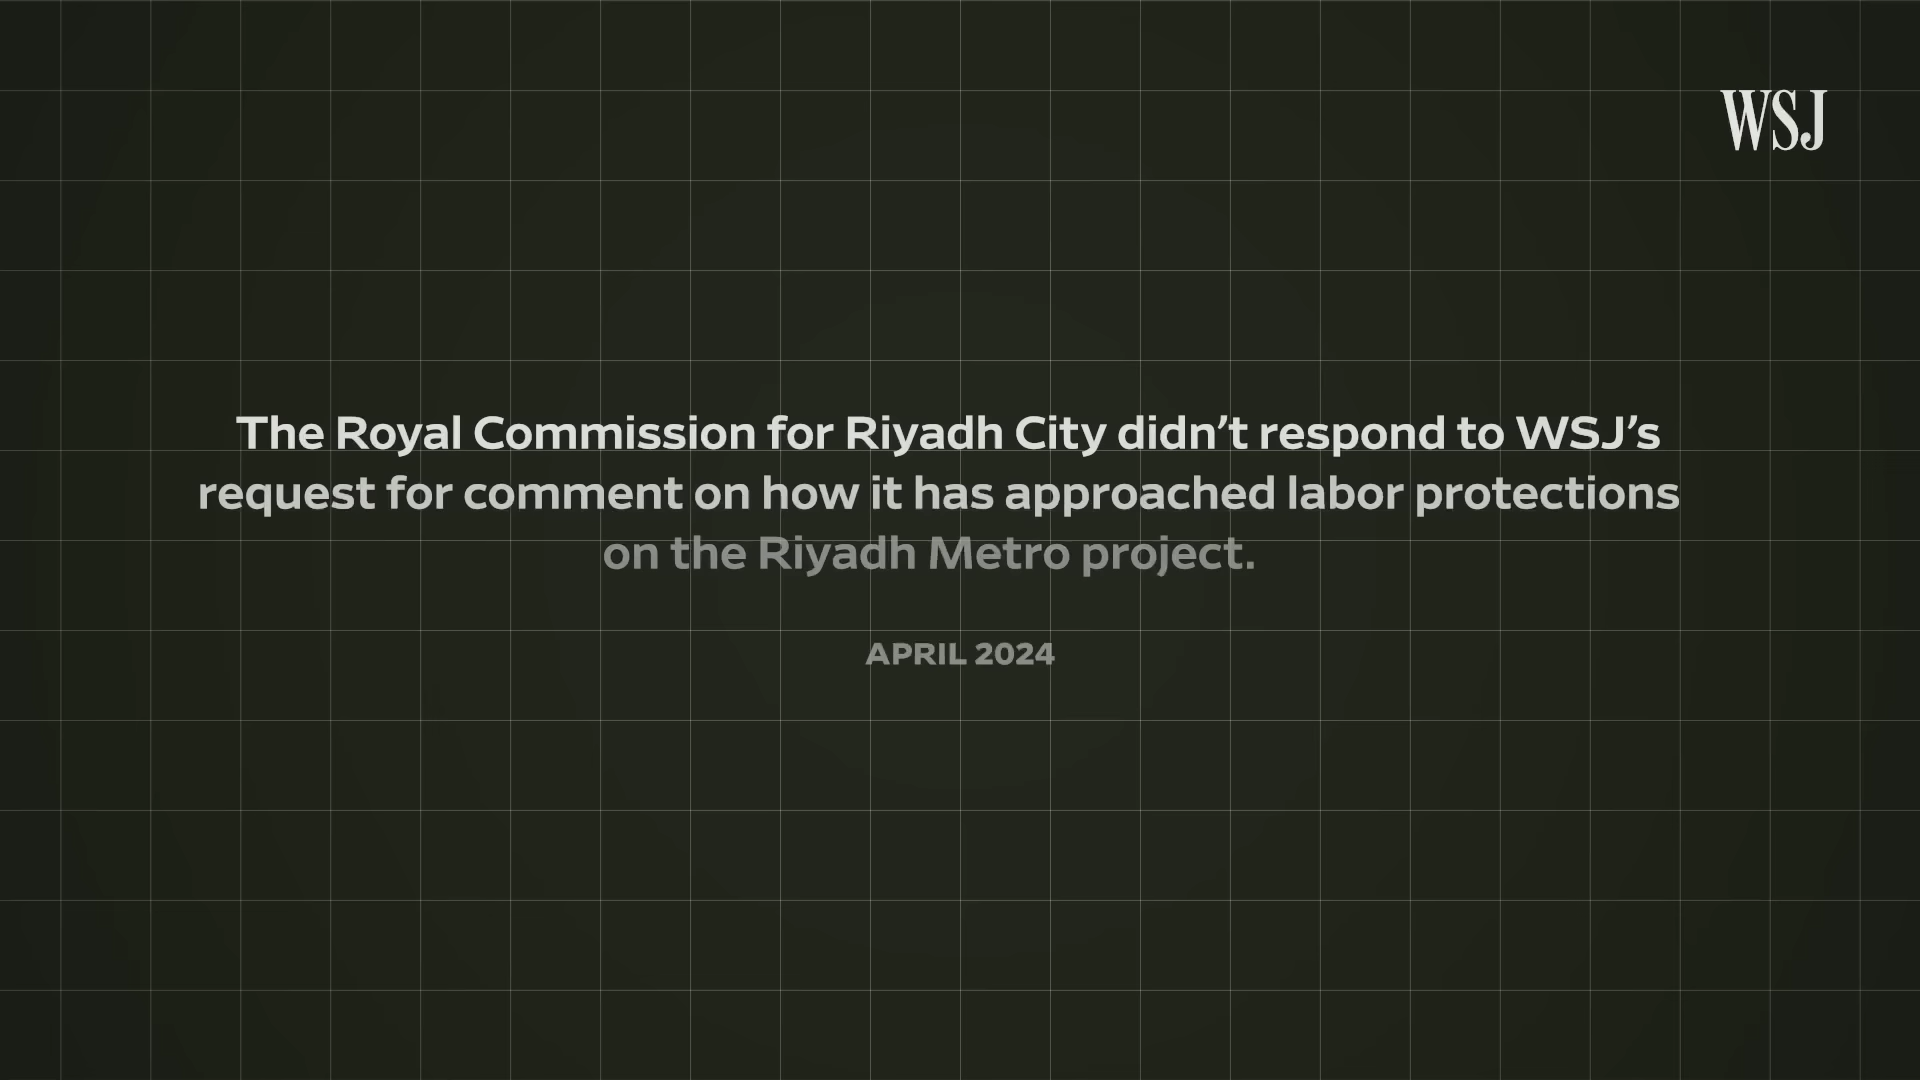 WSJ
The Royal Commission for Riyadh City didn’t respond to WSJ’s
request for comment on how it has approached labor protections
on the Riyadh Metro project.
APRIL 2024